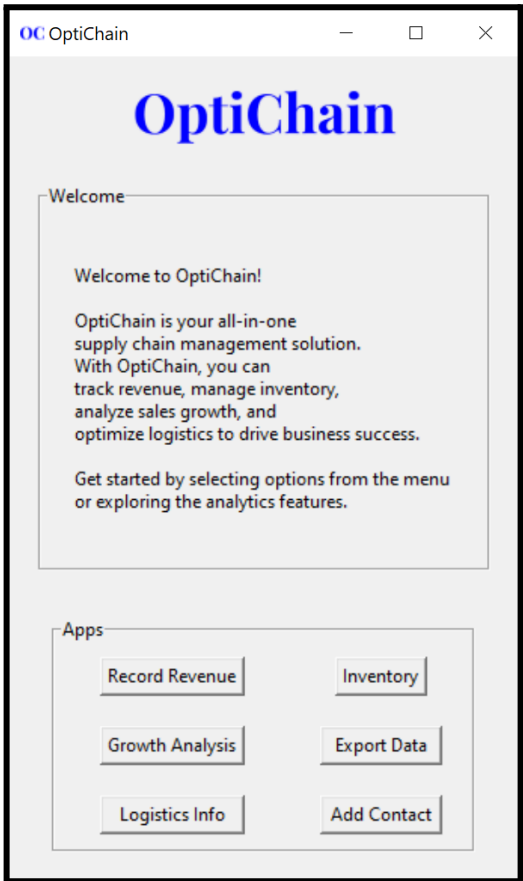 OC OptiChain
OptiChain
Welcome
Welcome to OptiChain!
OptiChain is your all-in-one
supply chain management solution.
With OptiChain, you can
track revenue, manage inventory,
analyze sales growth, and
optimize logistics to drive business success.
Get started by selecting options from the menu
or exploring the analytics features.
Apps
Record Revenue Inventory
Growth Analysis Export Data
Logistics Info Add Contact